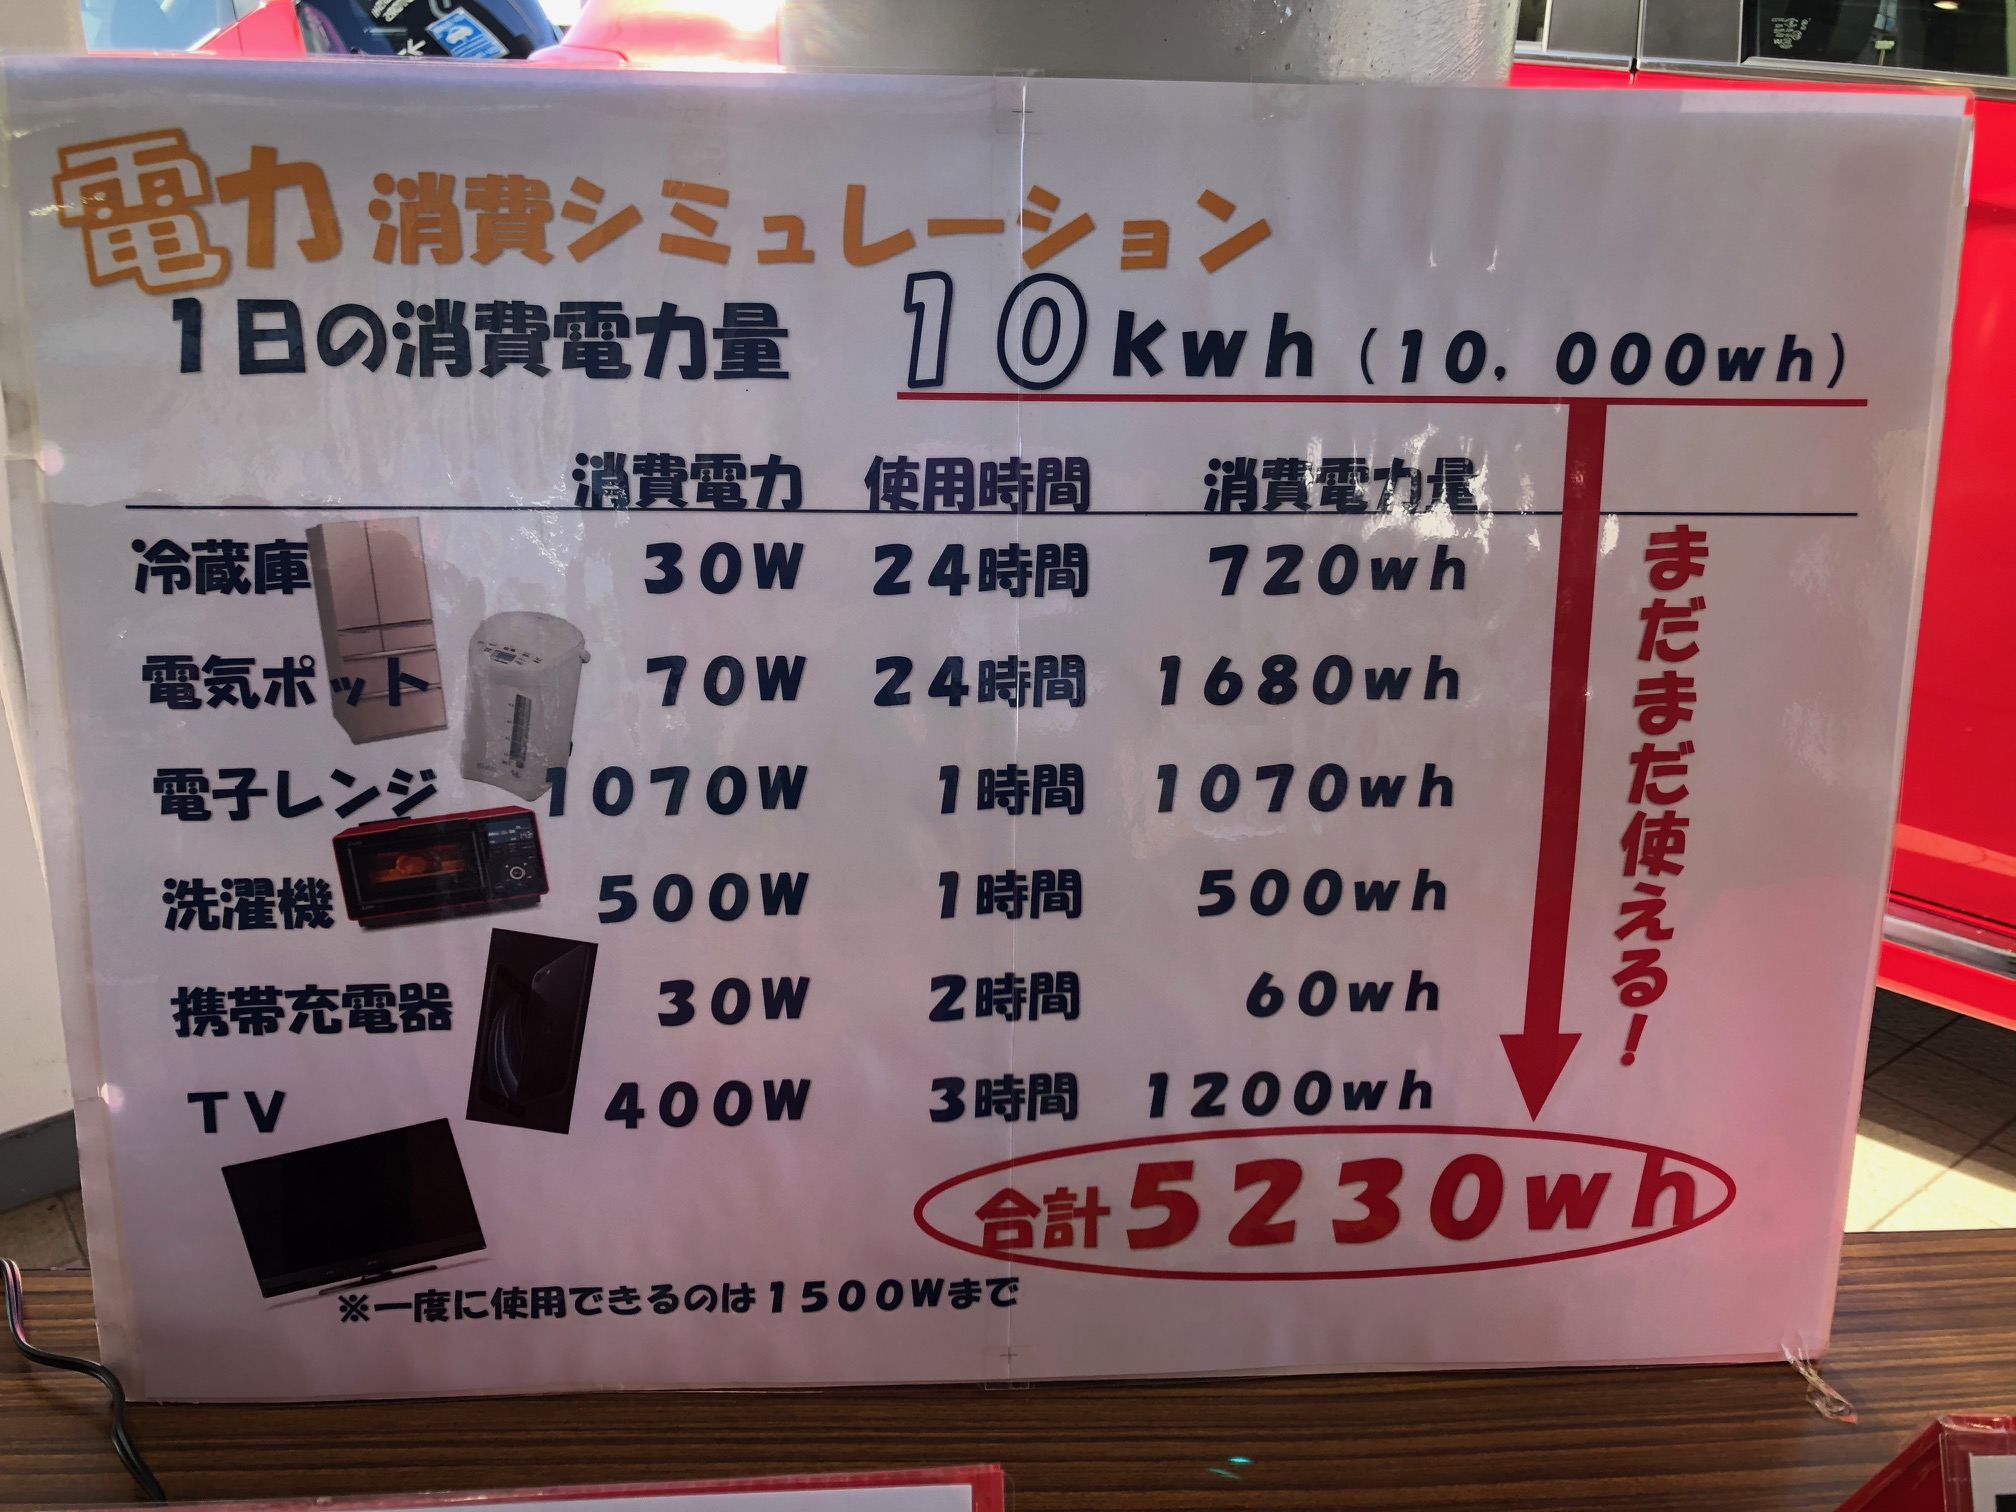 電力消費シミュレーション
1日の消費電力量 10kwh(10,000wh)
消費電力 使用時間 消費電力量
冷蔵庫 30W 24時間 720wh
電気ポット 70W 24時間 1680wh
電子レンジ 1070W 1時間 1070wh
洗濯機 500W 1時間 500wh
携帯充電器 30W 2時間 60wh
TV 400W 3時間 1200wh
まだまだ使える!
合計5230wh
※一度に使用できるのは1500Wまで